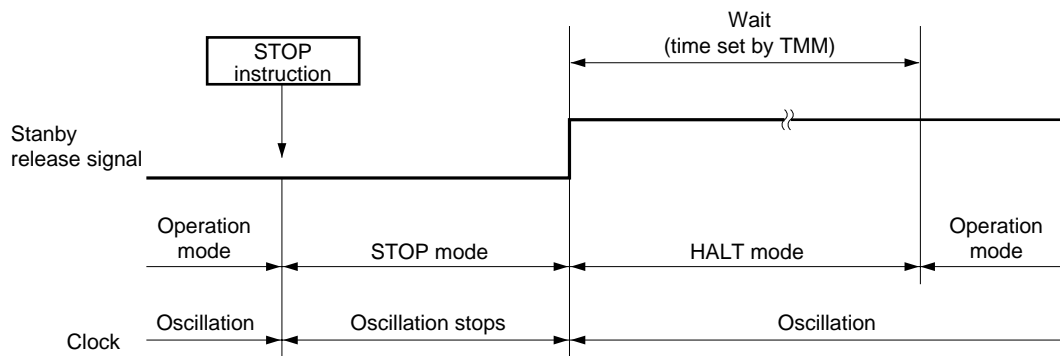 Wait
(time set by TMM)
STOP
instruction
Stanby
release signal
Operation
mode
STOP mode
HALT mode
Operation
mode
Clock
Oscillation
Oscillation stops
Oscillation